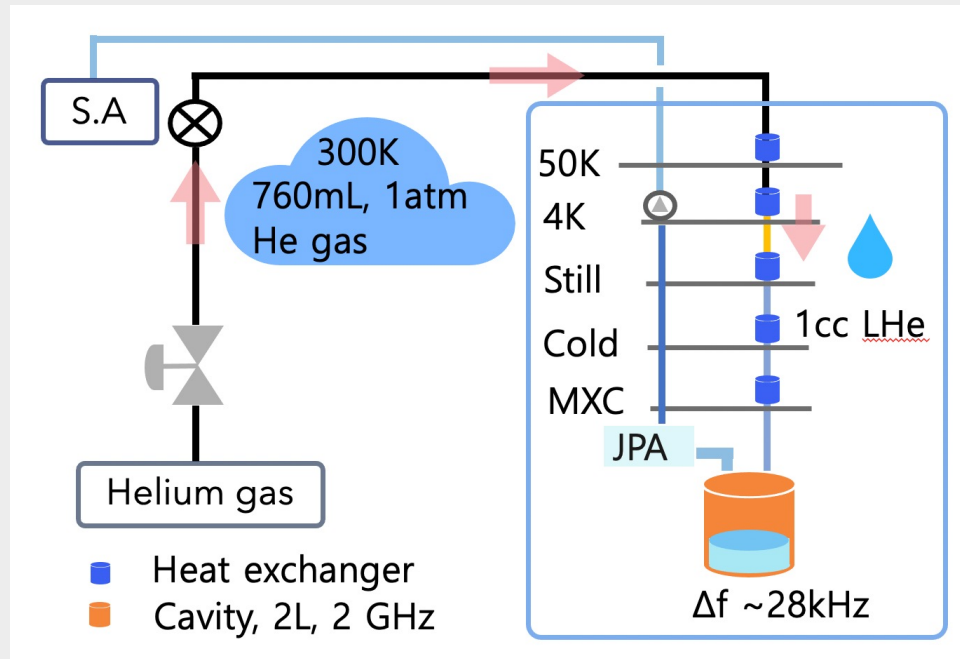 S.A
300K
760mL, 1atm
He gas
50K
4K
Still
1cc LHe
Cold
MXC
JPA
Helium gas
Heat exchanger
Cavity, 2L, 2 GHz
Δf ~28kHz